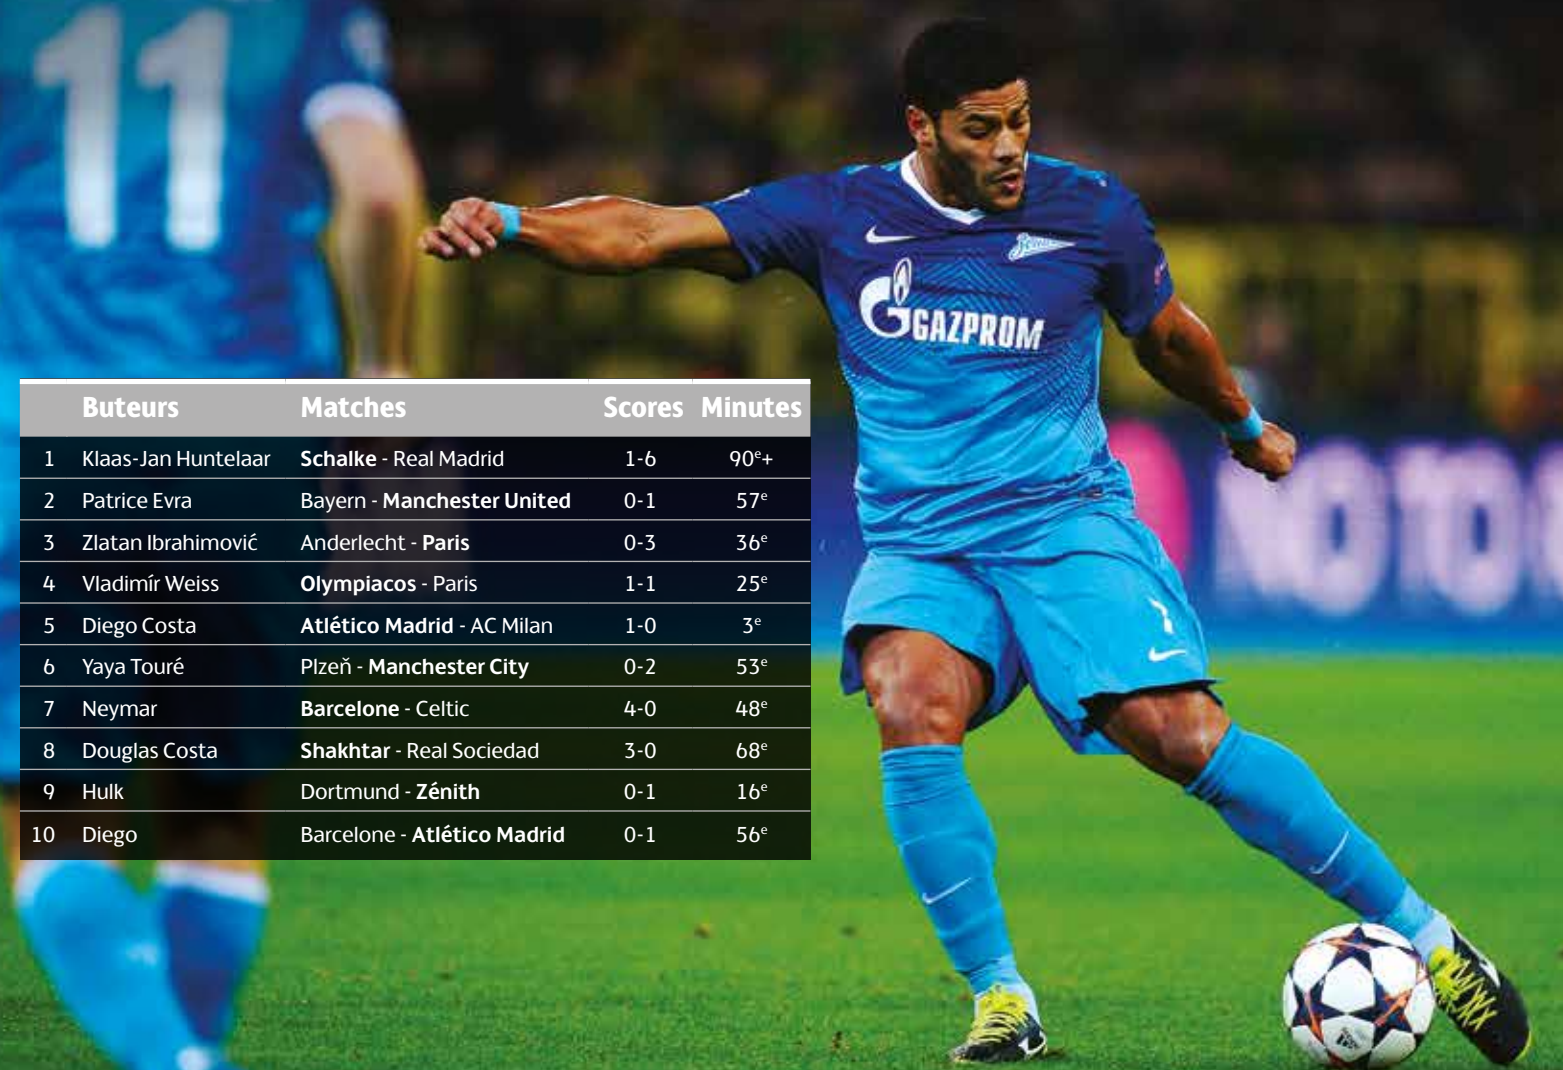 11
GAZPROM
Buteurs Matches Scores Minutes
1 Klaas-Jan Huntelaar Schalke - Real Madrid 1-6 90e+
2 Patrice Evra Bayern - Manchester United 0-1 57e
3 Zlatan Ibrahimović Anderlecht - Paris 0-3 36e
4 Vladimír Weiss Olympiacos - Paris 1-1 25e
5 Diego Costa Atlético Madrid - AC Milan 1-0 3e
6 Yaya Touré Plzeň - Manchester City 0-2 53e
7 Neymar Barcelone - Celtic 4-0 48e
8 Douglas Costa Shakhtar - Real Sociedad 3-0 68e
9 Hulk Dortmund - Zénith 0-1 16e
10 Diego Barcelone - Atlético Madrid 0-1 56e
NO TO